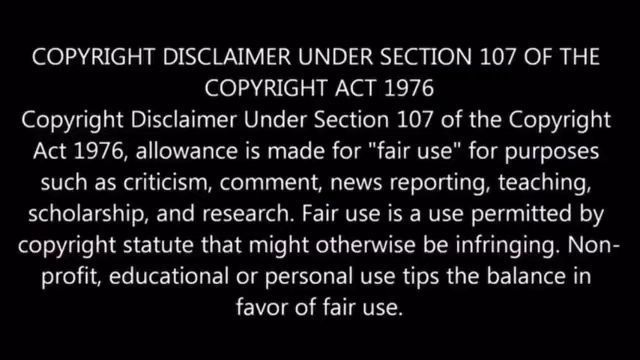 COPYRIGHT DISCLAIMER UNDER SECTION 107 OF THE
COPYRIGHT ACT 1976
Copyright Disclaimer Under Section 107 of the Copyright
Act 1976, allowance is made for "fair use" for purposes
such as criticism, comment, news reporting, teaching,
scholarship, and research. Fair use is a use permitted by
copyright statute that might otherwise be infringing. Non-
profit, educational or personal use tips the balance in
favor of fair use.